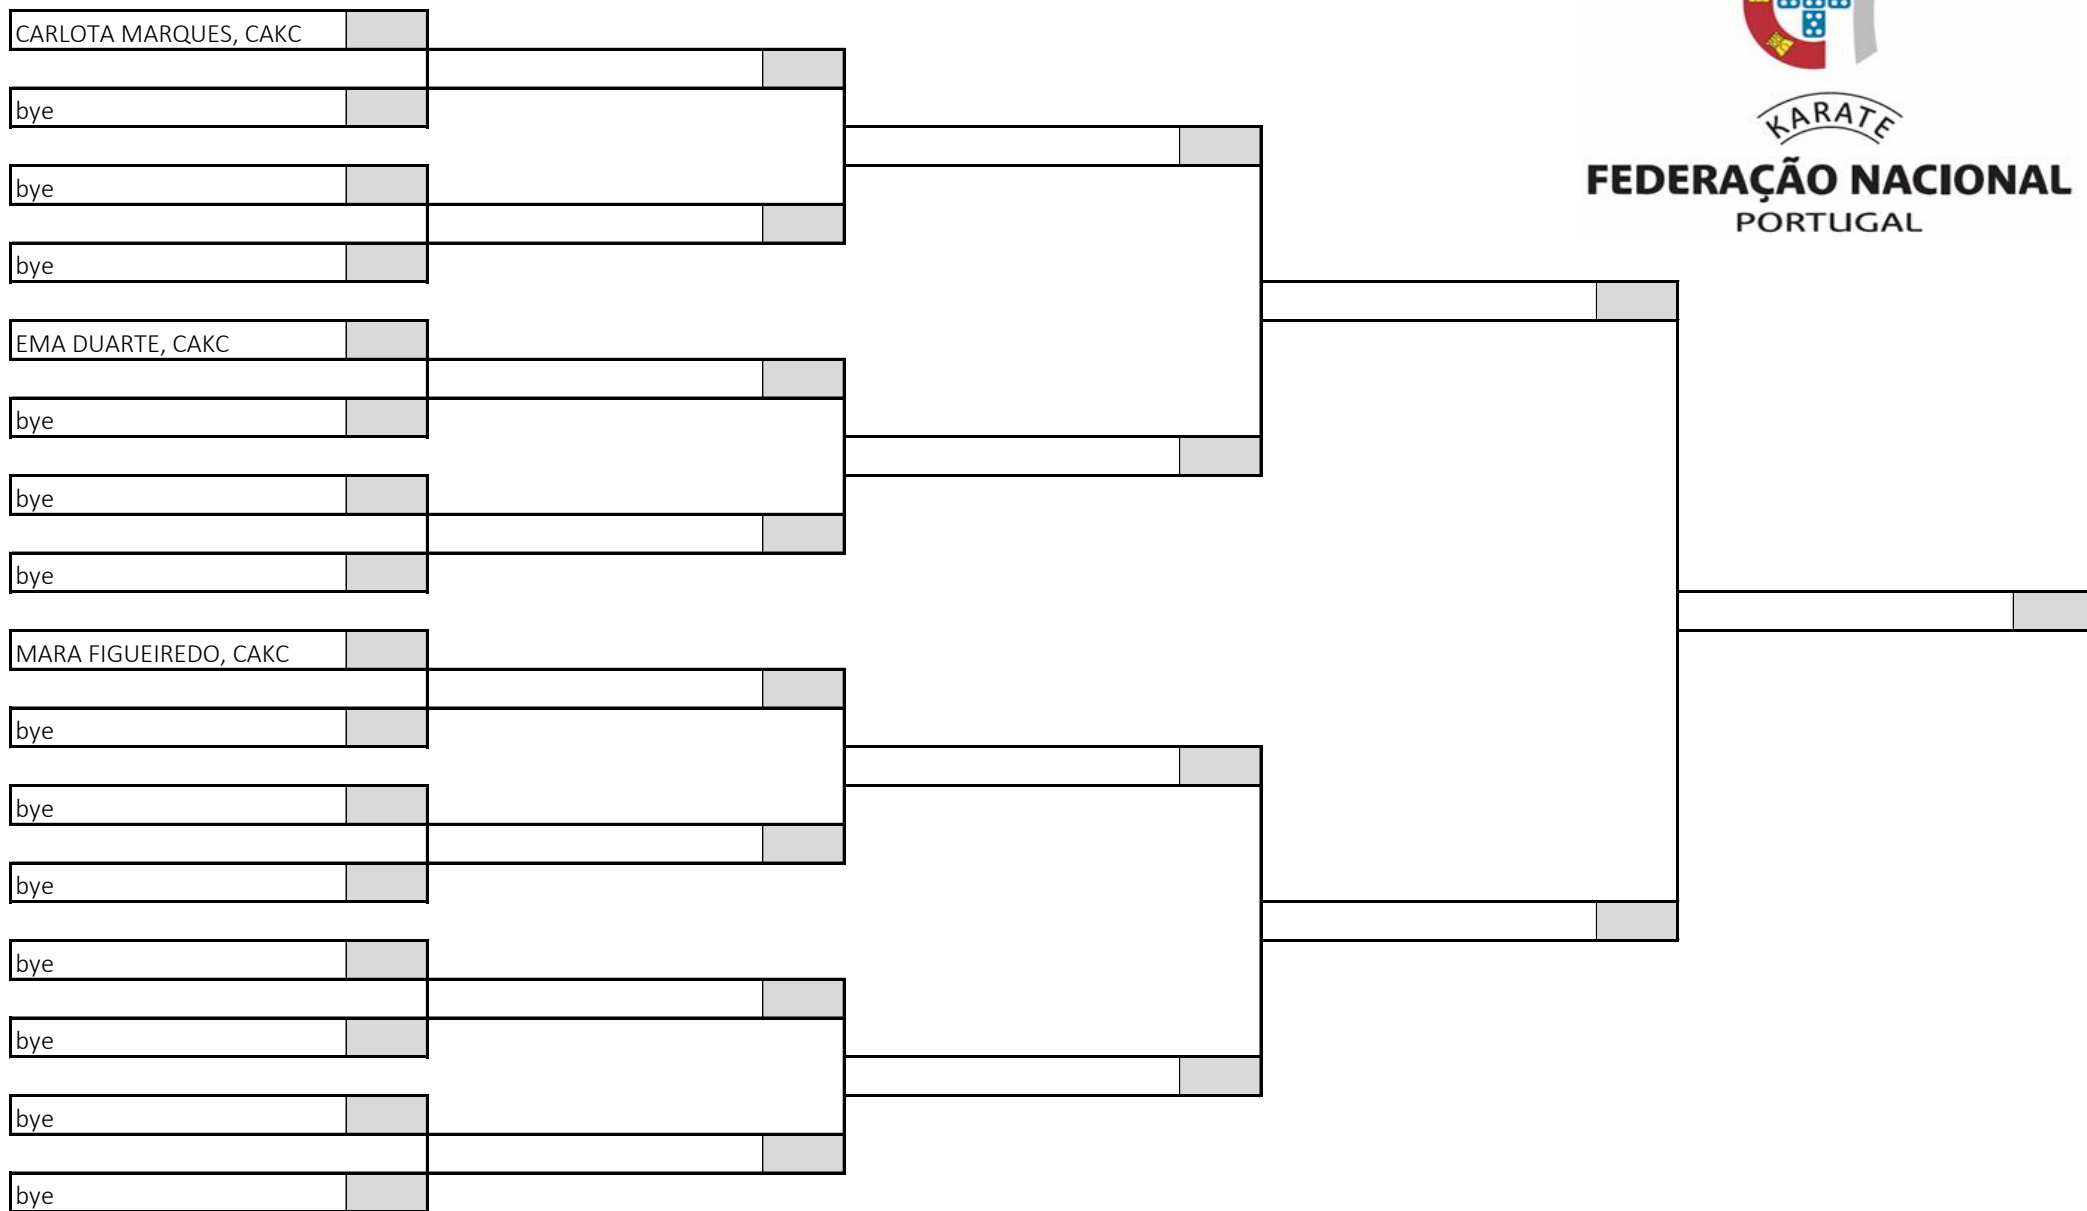 CARLOTA MARQUES, CAKC
bye
bye
bye
EMA DUARTE, CAKC
bye
bye
bye
MARA FIGUEIREDO, CAKC
bye
bye
bye
bye
bye
bye
bye
KARATE
FEDERAÇÃO NACIONAL
PORTUGAL